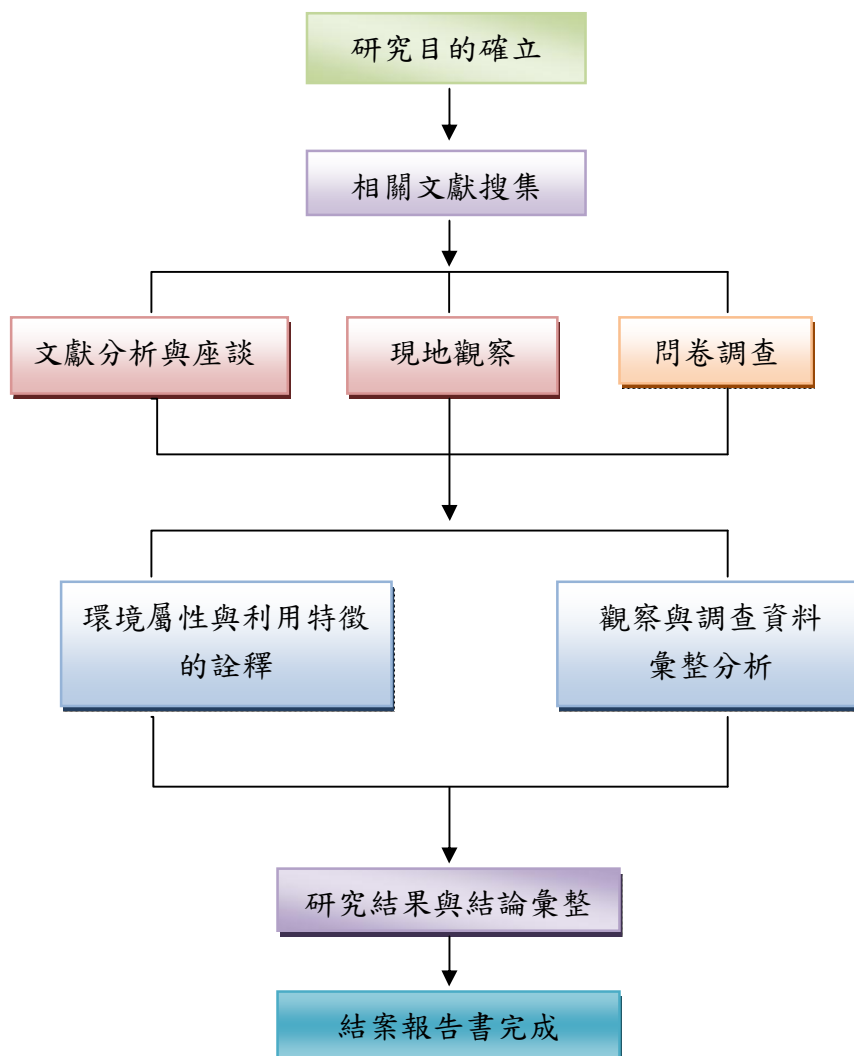 研究目的確立
相關文獻搜集
文獻分析與座談
現地觀察
問卷調查
環境屬性與利用特徵
的詮釋
觀察與調查資料
彙整分析
研究結果與結論彙整
結案報告書完成